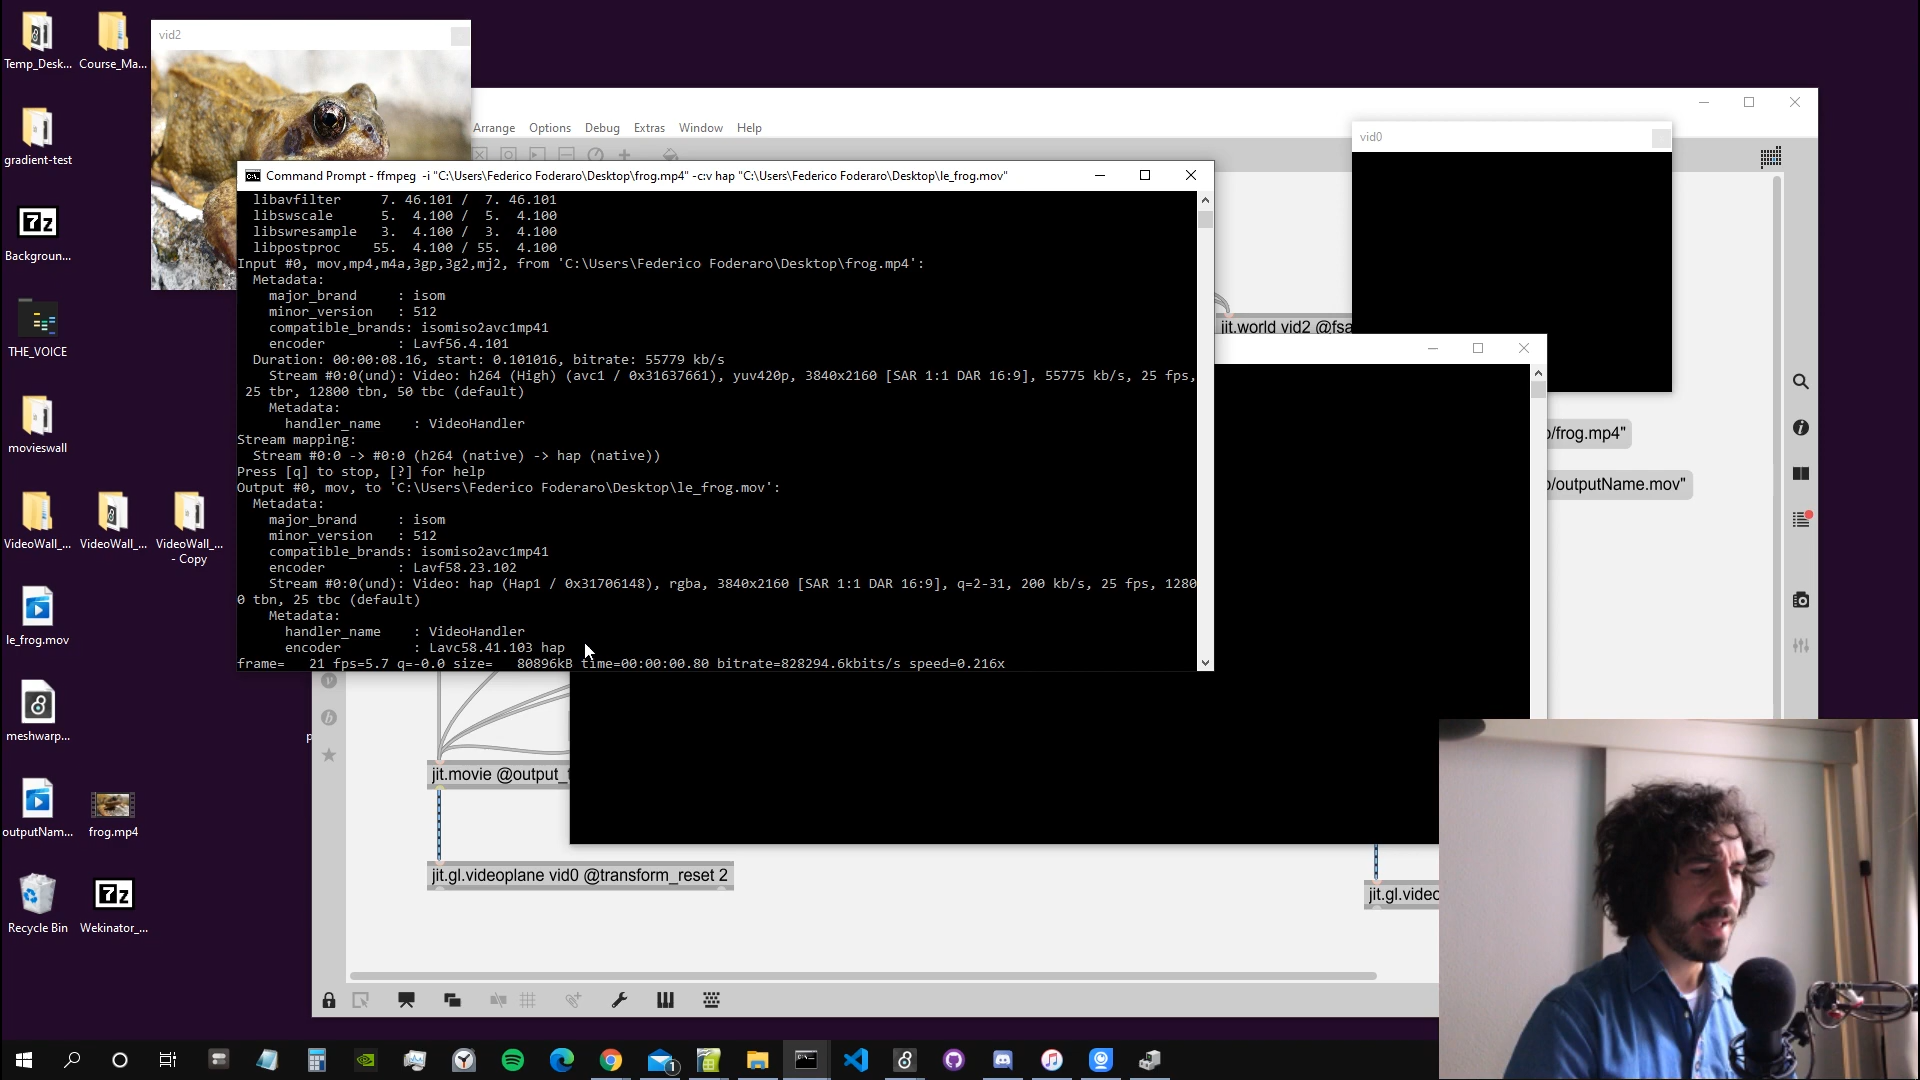 Temp_Desk...
Course_Ma...
gradient-test
7z
Backgroun...
THE_VOICE
movieswall
VideoWall_...
VideoWall_...
VideoWall_... - Copy
le_frog.mov
meshwarp...
outputNam...
frog.mp4
Recycle Bin
7z
Wekinator_...
vid2
Arrange Options Debug Extras Window Help
vid0
Command Prompt - ffmpeg -i "C:\Users\Federico Foderaro\Desktop\frog.mp4" -c:v hap "C:\Users\Federico Foderaro\Desktop\le_frog.mov"
libavfilter 7. 46.101 / 7. 46.101
libswscale 5. 4.100 / 5. 4.100
libswresample 3. 4.100 / 3. 4.100
libpostproc 55. 4.100 / 55. 4.100
Input #0, mov,mp4,m4a,3gp,3g2,mj2, from 'C:\Users\Federico Foderaro\Desktop\frog.mp4':
Metadata:
major_brand : isom
minor_version : 512
compatible_brands: isomiso2avc1mp41
encoder : Lavf56.4.101
Duration: 00:00:08.16, start: 0.101016, bitrate: 55779 kb/s
Stream #0:0(und): Video: h264 (High) (avc1 / 0x31637661), yuv420p, 3840x2160 [SAR 1:1 DAR 16:9], 55775 kb/s, 25 fps,
25 tbr, 12800 tbn, 50 tbc (default)
Metadata:
handler_name : VideoHandler
Stream mapping:
Stream #0:0 -> #0:0 (h264 (native) -> hap (native))
Press [q] to stop, [?] for help
Output #0, mov, to 'C:\Users\Federico Foderaro\Desktop\le_frog.mov':
Metadata:
major_brand : isom
minor_version : 512
compatible_brands: isomiso2avc1mp41
encoder : Lavf58.23.102
Stream #0:0(und): Video: hap (Hap1 / 0x31706148), rgba, 3840x2160 [SAR 1:1 DAR 16:9], q=2-31, 200 kb/s, 25 fps, 1280
0 tbn, 25 tbc (default)
Metadata:
handler_name : VideoHandler
encoder : Lavc58.41.103 hap
frame= 21 fps=5.7 q=-0.0 size= 80896kB time=00:00:00.80 bitrate=828294.6kbits/s speed=0.216x
jit.world vid2 @fsa
/frog.mp4"
/outputName.mov"
p
jit.movie @output_
jit.gl.videoplane vid0 @transform_reset 2
jit.gl.videc
1